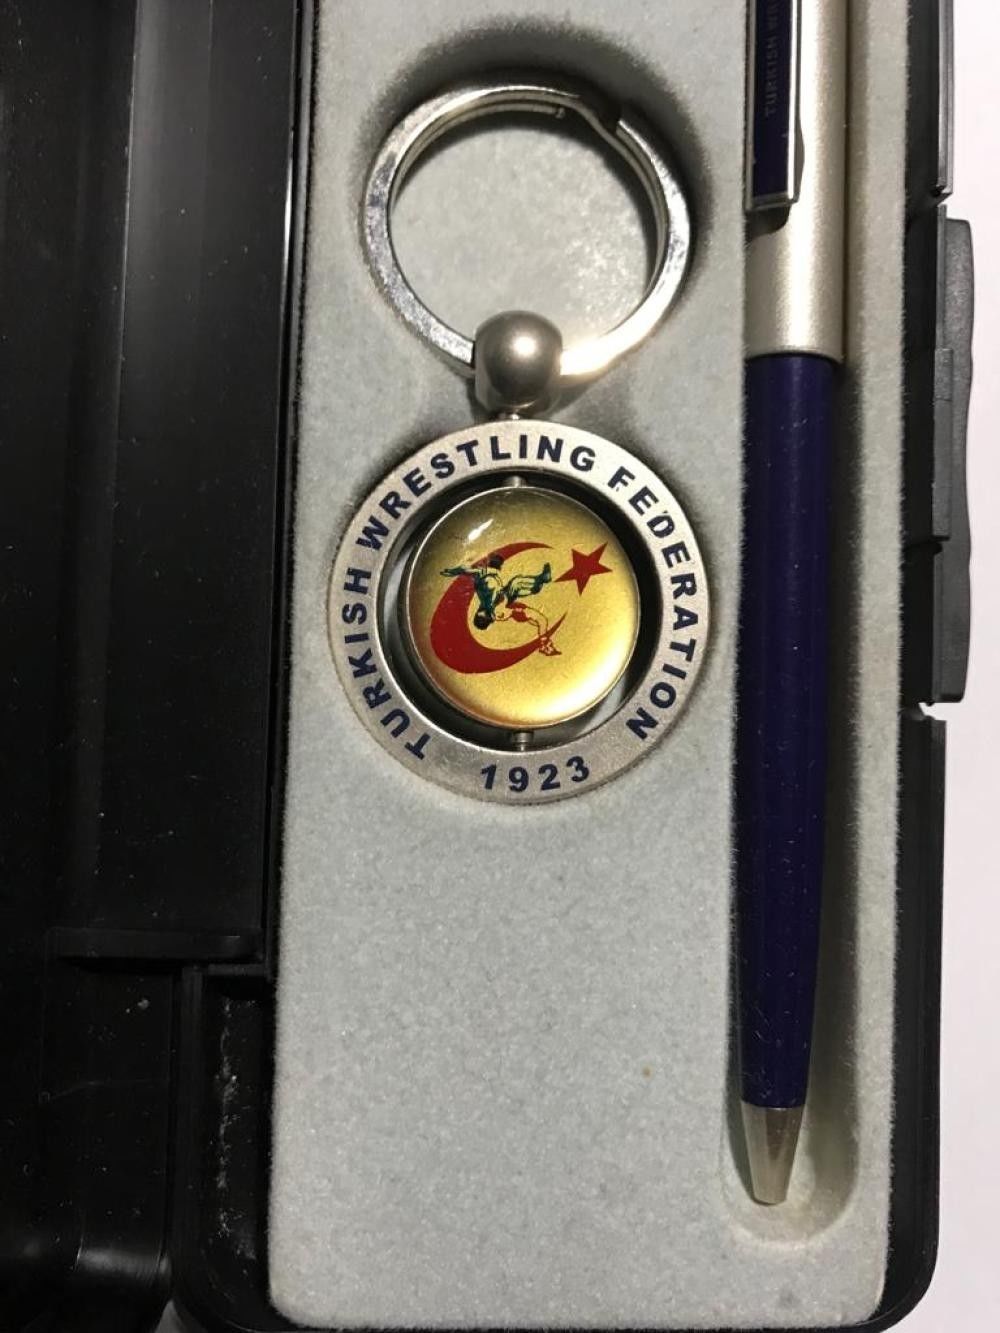 TURKISH WRESTLING FEDERATION
1923
TURKISH